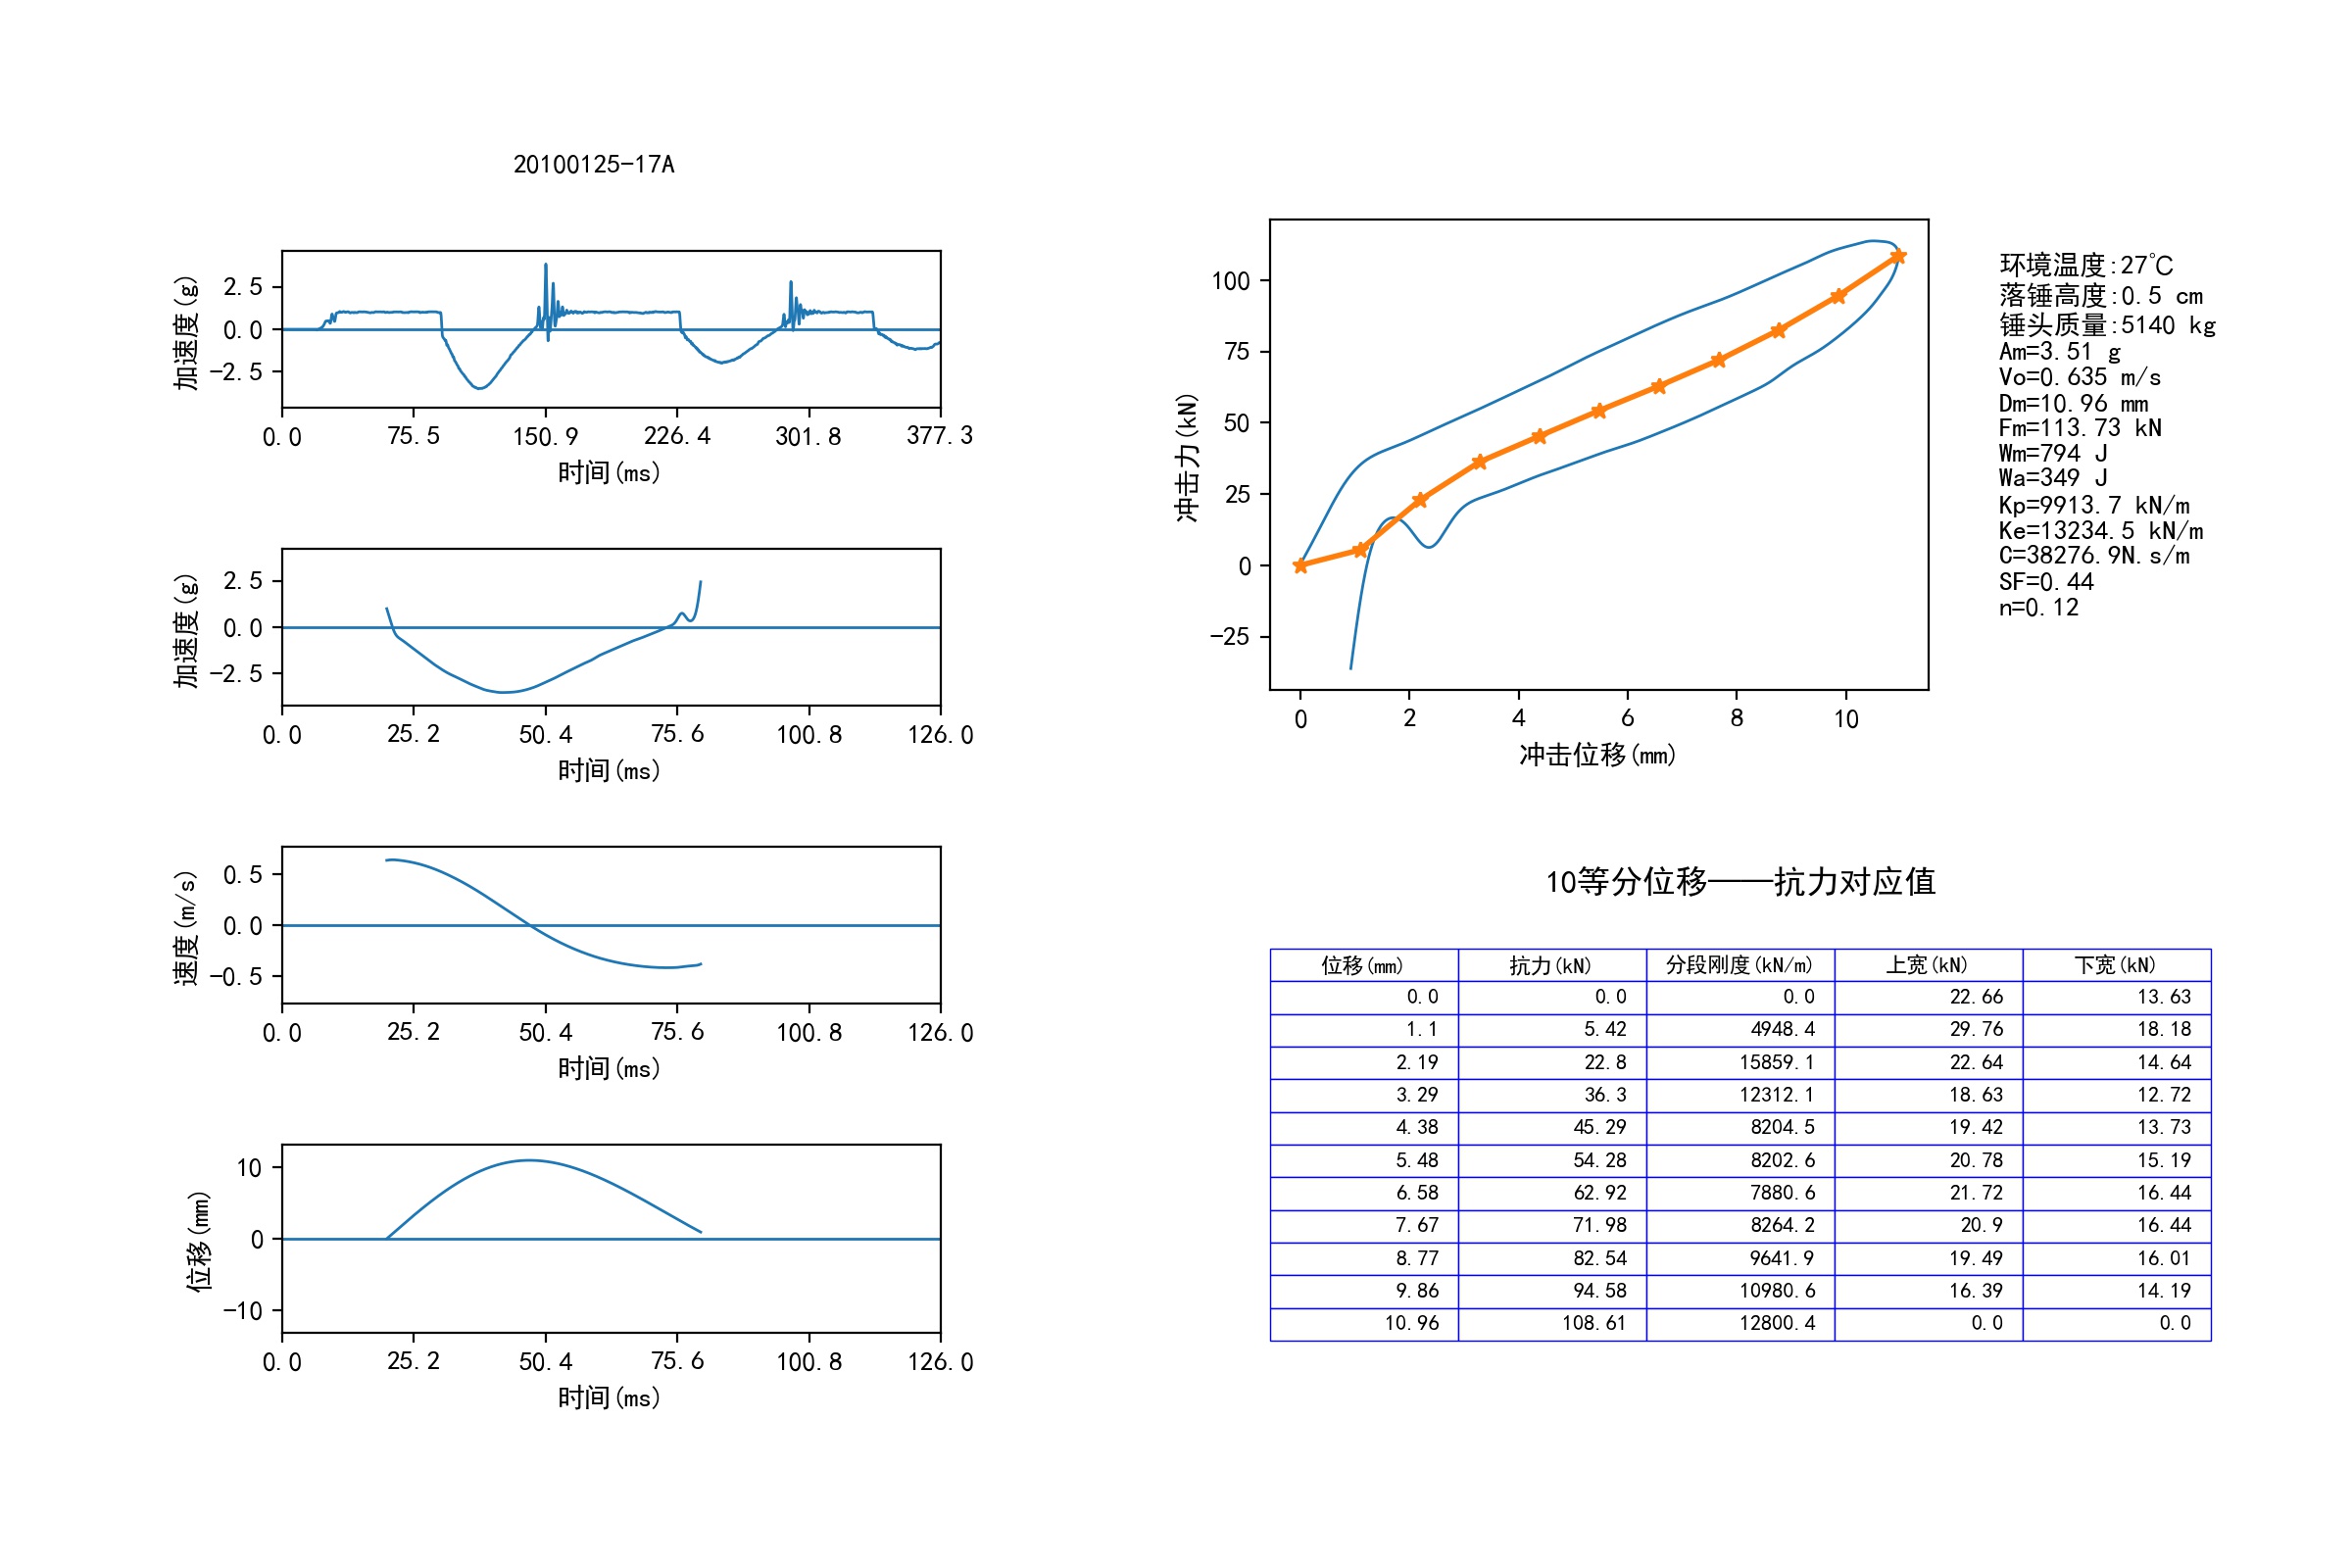 20100125-17A
加速度(g)
2.5
0.0
-2.5
0.0 75.5 150.9 226.4 301.8 377.3
时间(ms)
加速度(g)
2.5
0.0
-2.5
0.0 25.2 50.4 75.6 100.8 126.0
时间(ms)
速度(m/s)
0.5
0.0
-0.5
0.0 25.2 50.4 75.6 100.8 126.0
时间(ms)
位移(mm)
10
0
-10
0.0 25.2 50.4 75.6 100.8 126.0
时间(ms)
冲击力(kN)
100
75
50
25
0
-25
0 2 4 6 8 10
冲击位移(mm)
环境温度:27℃
落锤高度:0.5 cm
锤头质量:5140 kg
Am=3.51 g
Vo=0.635 m/s
Dm=10.96 mm
Fm=113.73 kN
Wm=794 J
Wa=349 J
Kp=9913.7 kN/m
Ke=13234.5 kN/m
C=38276.9N.s/m
SF=0.44
n=0.12
10等分位移——抗力对应值
位移(mm) 抗力(kN) 分段刚度(kN/m) 上宽(kN) 下宽(kN)
0.0 0.0 0.0 22.66 13.63
1.1 5.42 4948.4 29.76 18.18
2.19 22.8 15859.1 22.64 14.64
3.29 36.3 12312.1 18.63 12.72
4.38 45.29 8204.5 19.42 13.73
5.48 54.28 8202.6 20.78 15.19
6.58 62.92 7880.6 21.72 16.44
7.67 71.98 8264.2 20.9 16.44
8.77 82.54 9641.9 19.49 16.01
9.86 94.58 10980.6 16.39 14.19
10.96 108.61 12800.4 0.0 0.0